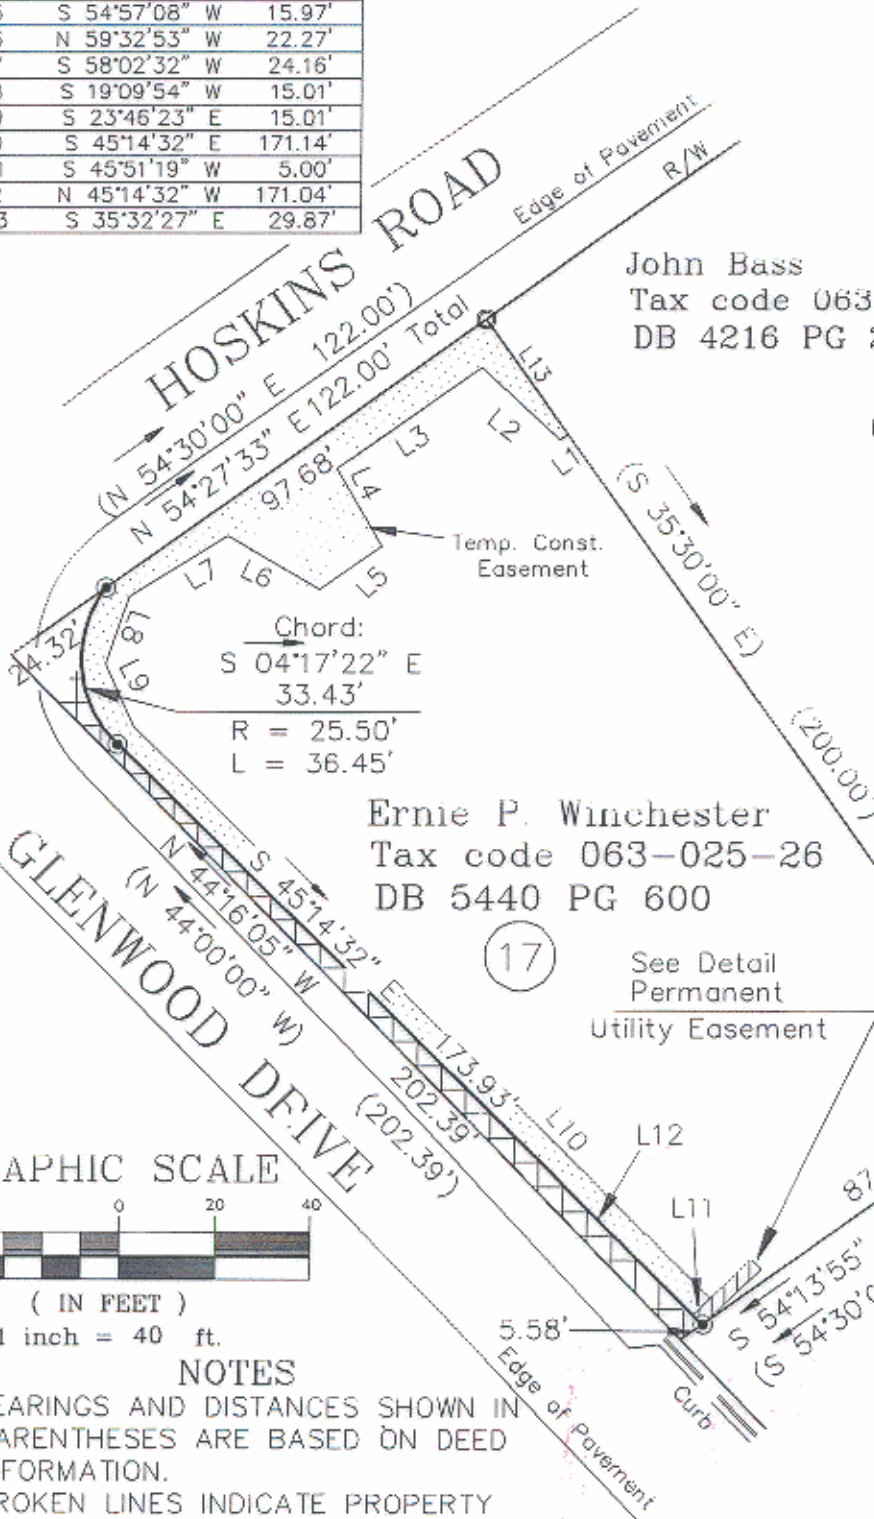 S 54°57'08" W 15.97'
N 59°32'53" W 22.27'
S 58°02'32" W 24.16'
S 19°09'54" W 15.01'
S 23°46'23" E 15.01'
S 45°14'32" E 171.14'
S 45°51'19" W 5.00'
N 45°14'32" W 171.04'
3 S 35°32'27" E 29.87'
HOSKINS ROAD
Edge of Pavement
R/W
John Bass
Tax code 063
DB 4216 PG
(N 54°30'00" E 122.00')
N 54°27'33" E 122.00' Total
97.68'
L13
L2
L1
L3
L4
L5
L6
L7
Temp. Const.
Easement
(S 35°30'00" E)
(200.00')
24.32'
L8
L9
Chord:
S 04°17'22" E
33.43'
R = 25.50'
L = 36.45'
Ernie P. Winchester
Tax code 063-025-26
DB 5440 PG 600
17
See Detail
Permanent
Utility Easement
S 45°14'32" E
173.93'
N 44°16'05" W
202.39'
(N 44°00'00" W)
(202.39')
GLENWOOD DRIVE
L10
L12
L11
87
S 54°13'55"
(S 54°30'0
5.58'
Curb
Edge of Pavement
APHIC SCALE
0 20 40
( IN FEET )
1 inch = 40 ft.
NOTES
EARINGS AND DISTANCES SHOWN IN
ARENTHESES ARE BASED ON DEED
FORMATION.
ROKEN LINES INDICATE PROPERTY